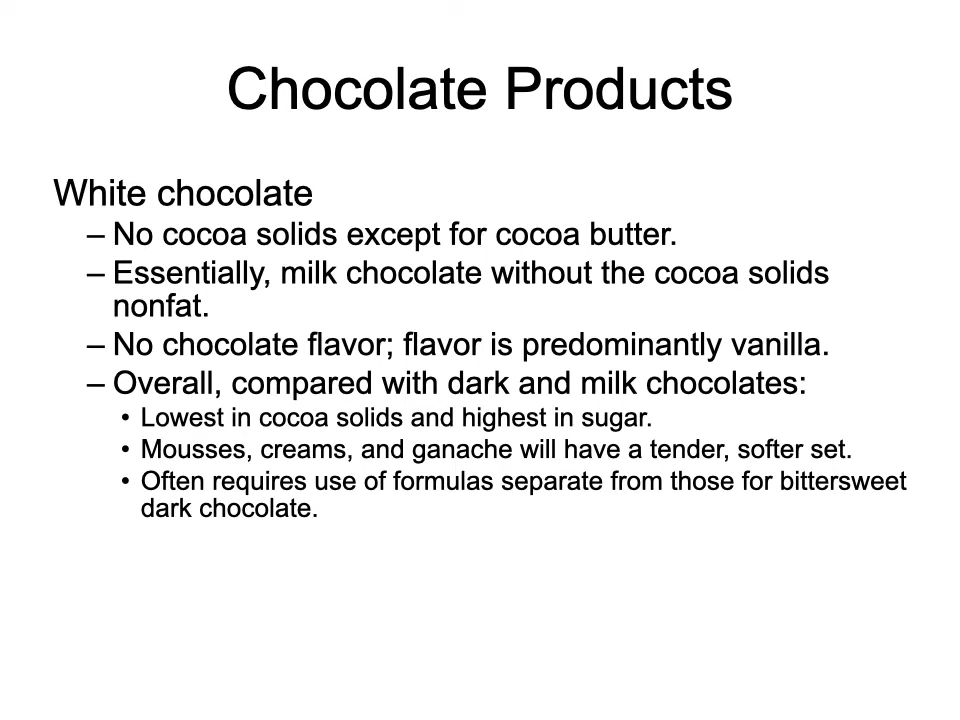 Chocolate Products
White chocolate
– No cocoa solids except for cocoa butter.
– Essentially, milk chocolate without the cocoa solids
nonfat.
– No chocolate flavor; flavor is predominantly vanilla.
– Overall, compared with dark and milk chocolates:
• Lowest in cocoa solids and highest in sugar.
• Mousses, creams, and ganache will have a tender, softer set.
• Often requires use of formulas separate from those for bittersweet
dark chocolate.